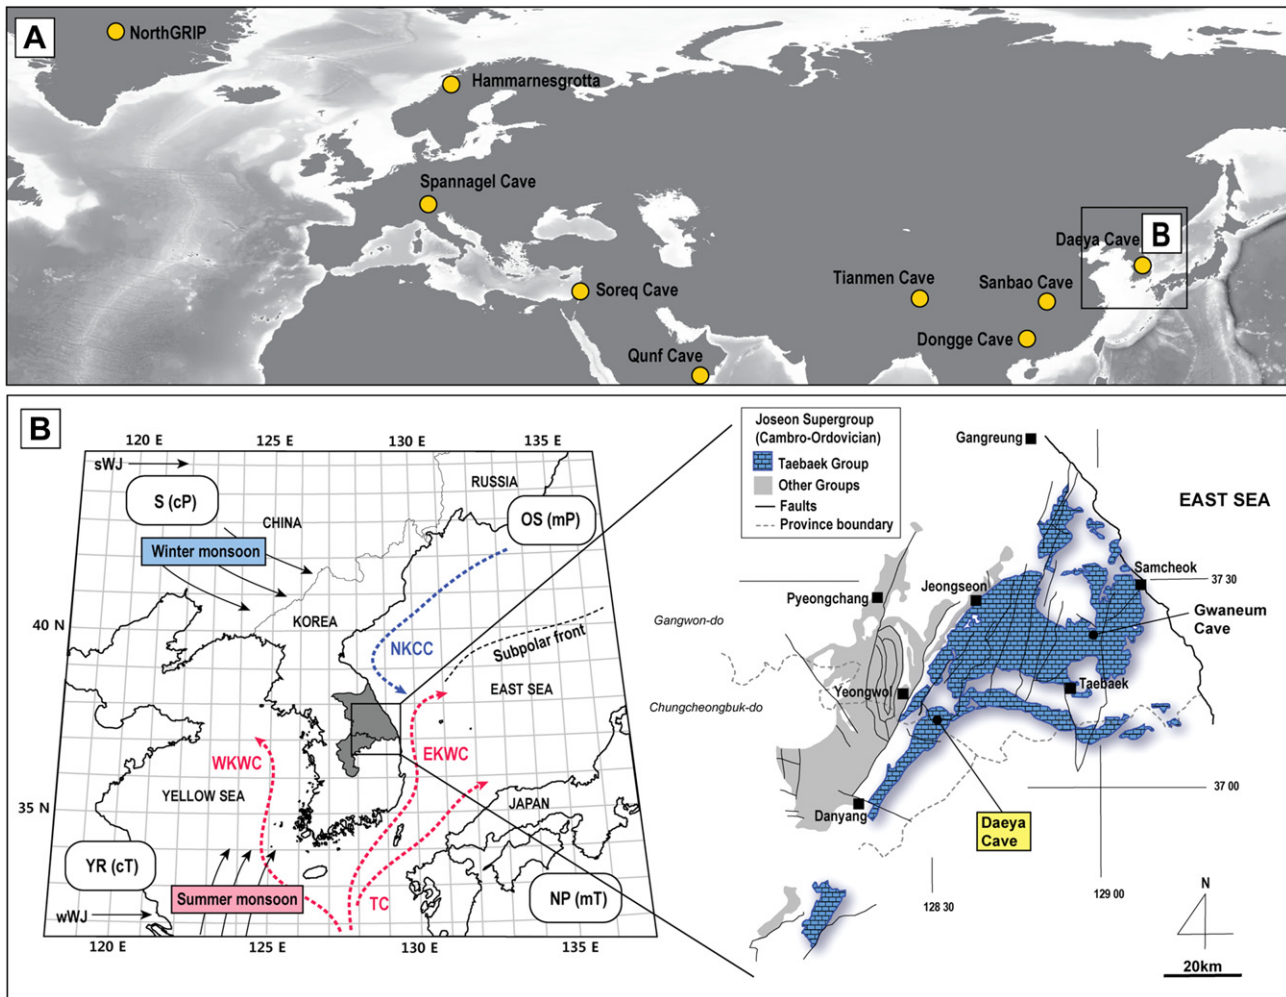 A
NorthGRIP
Hammarnesgrotta
Spannagel Cave
Daeya Cave
B
Soreq Cave
Tianmen Cave
Sanbao Cave
Dongge Cave
Qunf Cave
B
120 E
125 E
130 E
135 E
sWJ
S (cP)
RUSSIA
CHINA
OS (mP)
Winter monsoon
40 N
KOREA
NKCC
Subpolar front
EAST SEA
WKWC
EKWC
YELLOW SEA
35 N
JAPAN
YR (cT)
Summer monsoon
TC
NP (mT)
wWJ
120 E
125 E
130 E
135 E
Joseon Supergroup
(Cambro-Ordovician)
Taebaek Group
Other Groups
Faults
Province boundary
Gangreung
EAST SEA
Samcheok
37 30
Jeongseon
Pyeongchang
Gwaneum
Cave
Gangwon-do
Taebaek
Yeongwol
Chungcheongbuk-do
37 00
Danyang
Daeya
Cave
129 00
128 30
N
20km